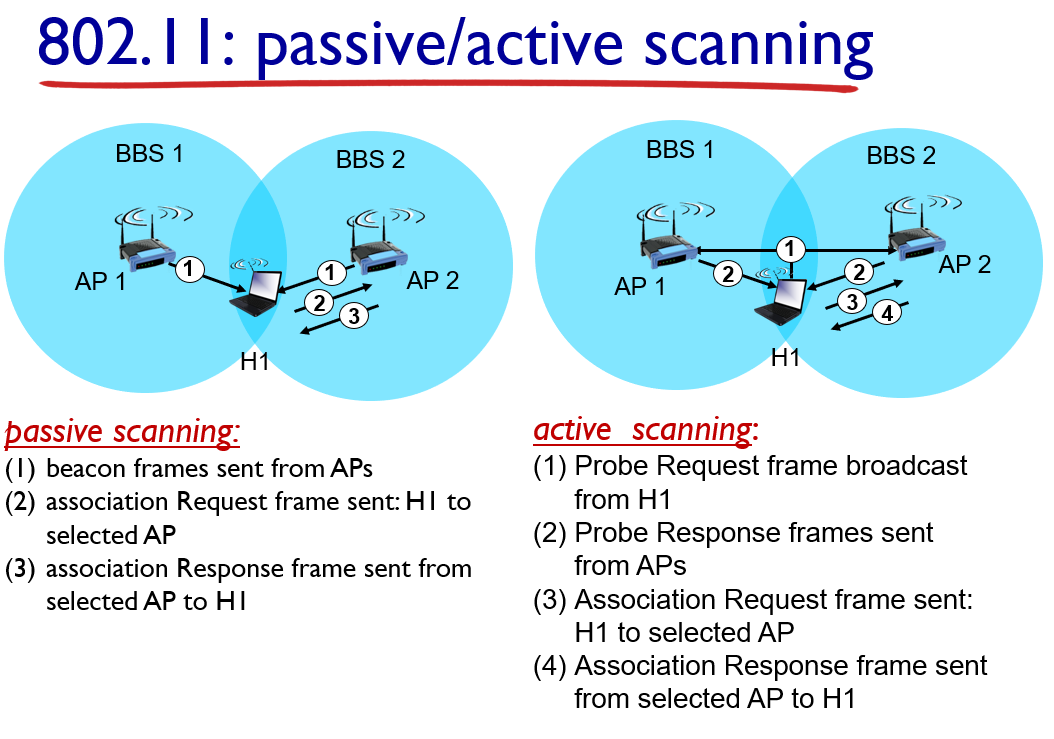 802.11: passive/active scanning
BBS 1
BBS 2
AP 1
1
1
2
3
AP 2
H1
BBS 1
BBS 2
AP 1
1
2
2
3
4
AP 2
H1
passive scanning:
(1) beacon frames sent from APs
(2) association Request frame sent: H1 to
selected AP
(3) association Response frame sent from
selected AP to H1
active scanning:
(1) Probe Request frame broadcast
from H1
(2) Probe Response frames sent
from APs
(3) Association Request frame sent:
H1 to selected AP
(4) Association Response frame sent
from selected AP to H1